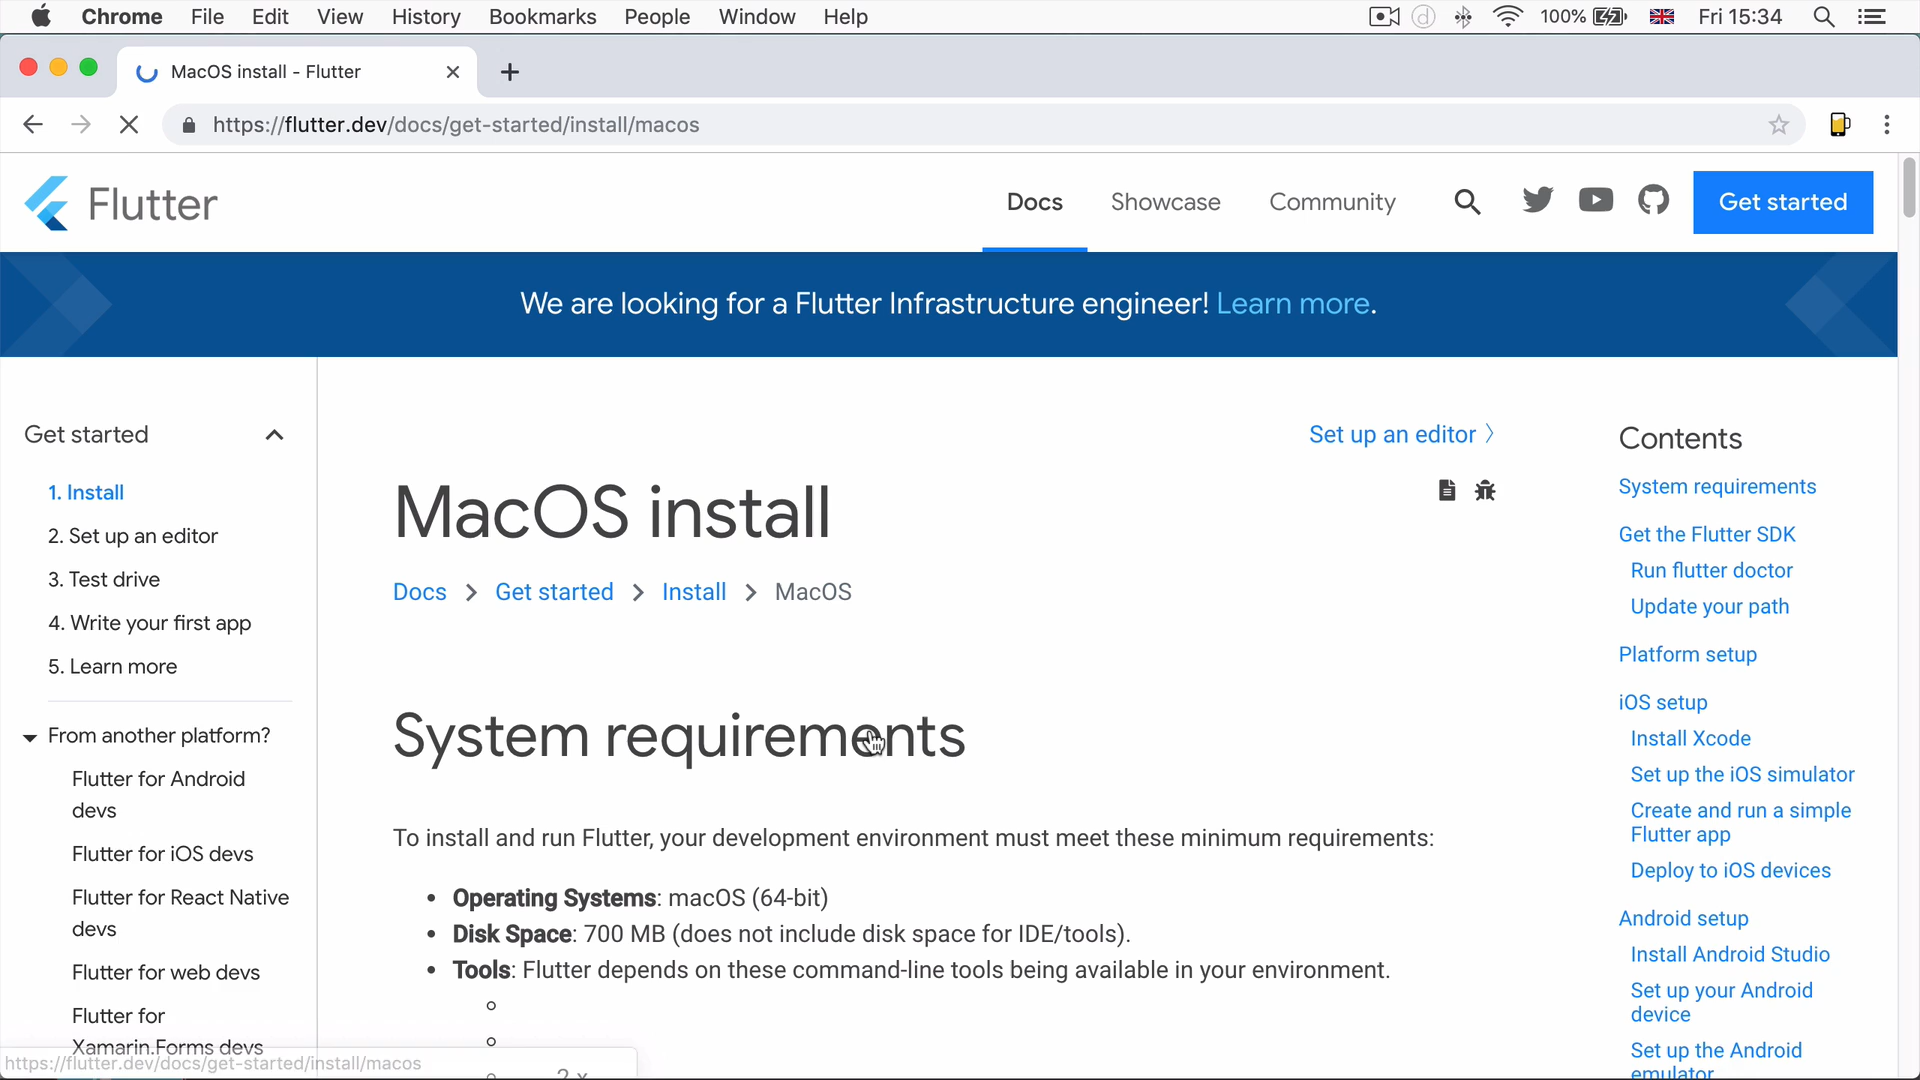 Chrome File Edit View History Bookmarks People Window Help 100% Fri 15:34
MacOS install - Flutter
https://flutter.dev/docs/get-started/install/macos
Flutter Docs Showcase Community Get started
We are looking for a Flutter Infrastructure engineer! Learn more.
Get started
1. Install
2. Set up an editor
3. Test drive
4. Write your first app
5. Learn more
From another platform?
Flutter for Android
devs
Flutter for iOS devs
Flutter for React Native
devs
Flutter for web devs
Flutter for
Xamarin.Forms devs
https://flutter.dev/docs/get-started/install/macos
Set up an editor
MacOS install
Docs Get started Install MacOS
System requirements
To install and run Flutter, your development environment must meet these minimum requirements:
Operating Systems: macOS (64-bit)
Disk Space: 700 MB (does not include disk space for IDE/tools).
Tools: Flutter depends on these command-line tools being available in your environment.
Contents
System requirements
Get the Flutter SDK
Run flutter doctor
Update your path
Platform setup
iOS setup
Install Xcode
Set up the iOS simulator
Create and run a simple
Flutter app
Deploy to iOS devices
Android setup
Install Android Studio
Set up your Android
device
Set up the Android
emulator